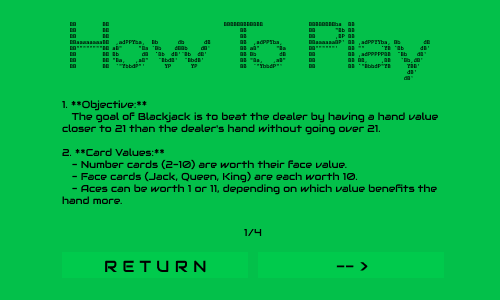 How To Play
1. **Objective:**
The goal of Blackjack is to beat the dealer by having a hand value
closer to 21 than the dealer's hand without going over 21.
2. **Card Values:**
- Number cards (2-10) are worth their face value.
- Face cards (Jack, Queen, King) are each worth 10.
- Aces can be worth 1 or 11, depending on which value benefits the
hand more.
1/4
RETURN
-->